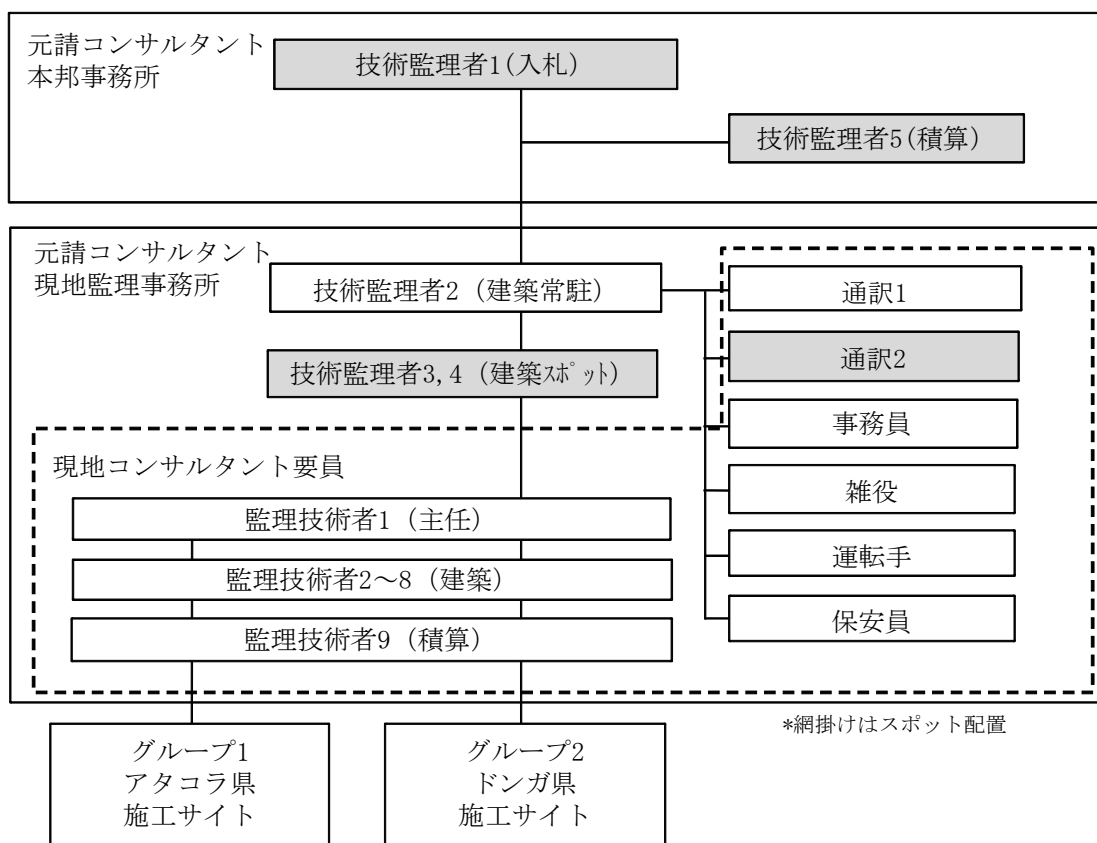 元請コンサルタント
本邦事務所
技術監理者1(入札)
技術監理者5(積算)
元請コンサルタント
現地監理事務所
技術監理者2（建築常駐）
通訳1
通訳2
技術監理者3,4（建築ｽﾎﾟｯﾄ）
事務員
現地コンサルタント要員
雑役
監理技術者1（主任）
運転手
監理技術者2～8（建築）
保安員
監理技術者9（積算）
*網掛けはスポット配置
グループ1
アタコラ県
施工サイト
グループ2
ドンガ県
施工サイト